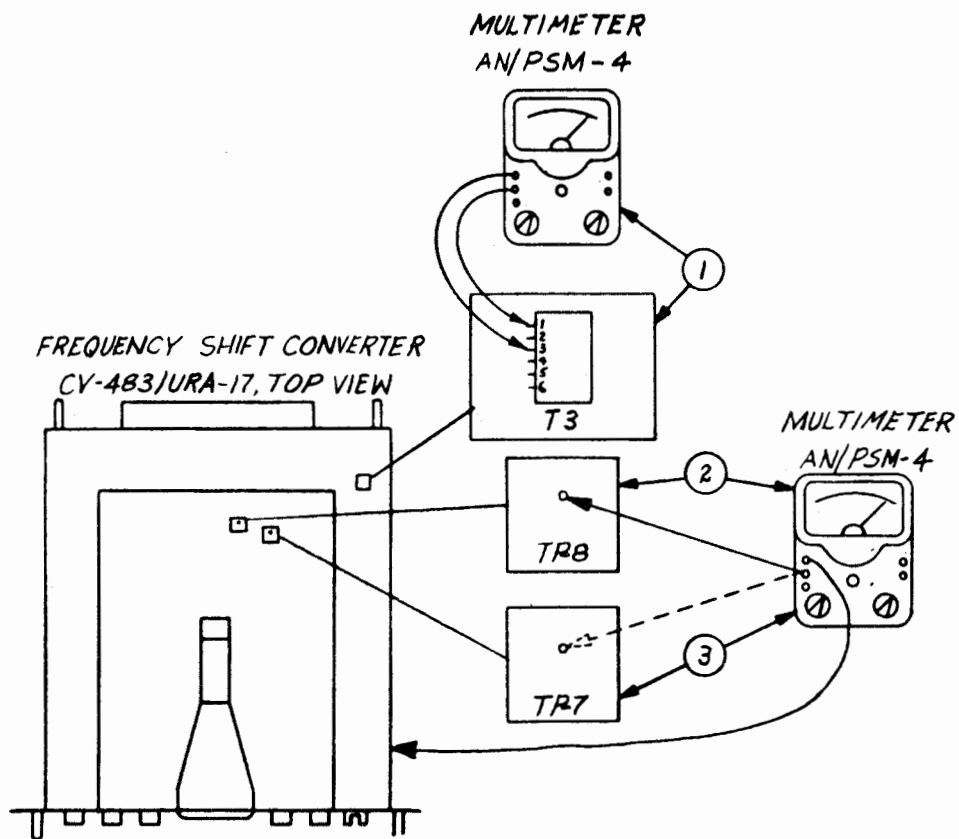 MULTIMETER
AN/PSM-4
1
1
2
3
4
5
6
T3
FREQUENCY SHIFT CONVERTER
CV-483/URA-17, TOP VIEW
MULTIMETER
AN/PSM-4
2
TP8
3
TP7